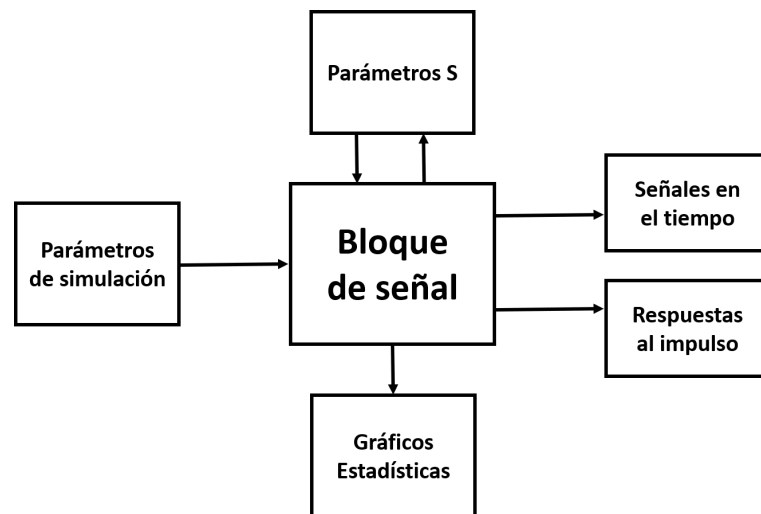 Parámetros S
Parámetros
de simulación
Bloque
de señal
Señales en
el tiempo
Respuestas
al impulso
Gráficos
Estadísticas